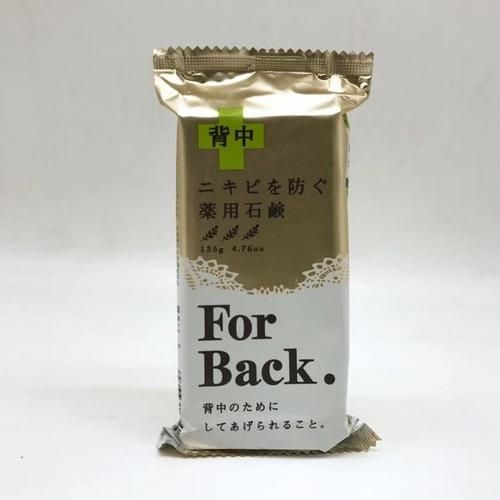 背中
ニキビを防ぐ
薬用石鹸
135g 4.76oz
For
Back.
背中のために
してあげられること。